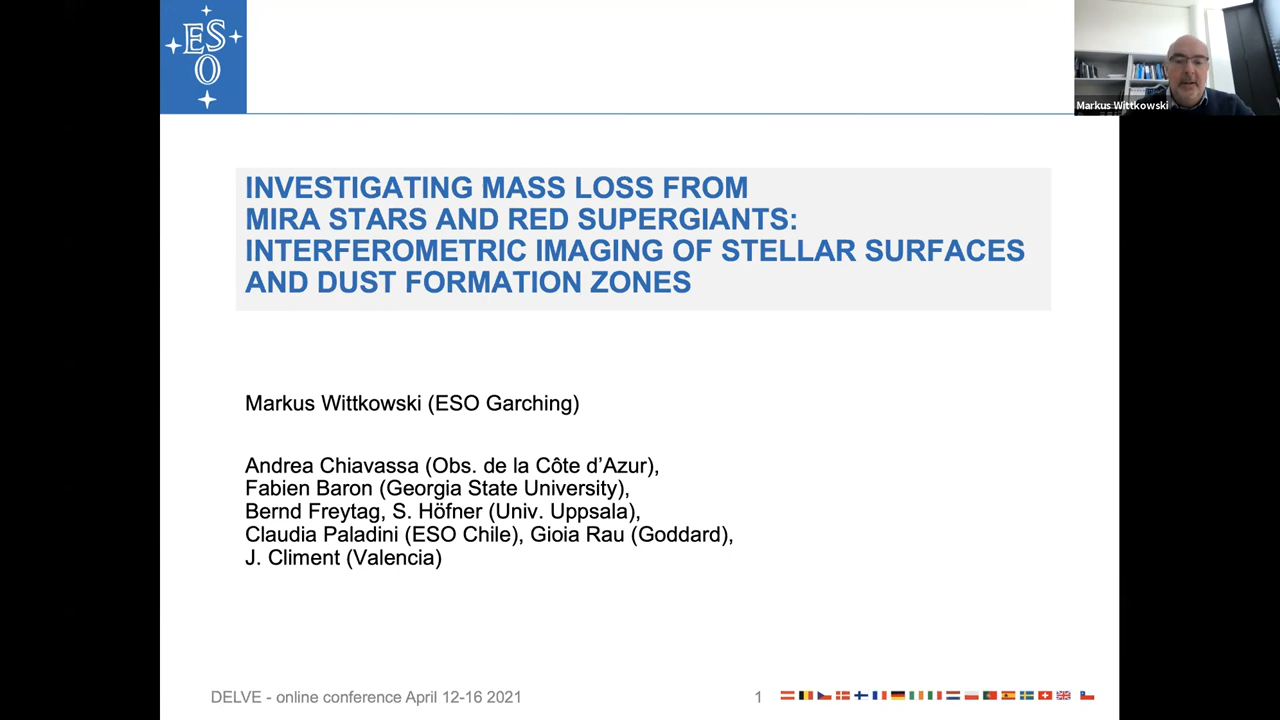 ESO
Markus Wittkowski
INVESTIGATING MASS LOSS FROM
MIRA STARS AND RED SUPERGIANTS:
INTERFEROMETRIC IMAGING OF STELLAR SURFACES
AND DUST FORMATION ZONES
Markus Wittkowski (ESO Garching)
Andrea Chiavassa (Obs. de la Côte d’Azur),
Fabien Baron (Georgia State University),
Bernd Freytag, S. Höfner (Univ. Uppsala),
Claudia Paladini (ESO Chile), Gioia Rau (Goddard),
J. Climent (Valencia)
DELVE - online conference April 12-16 2021
1